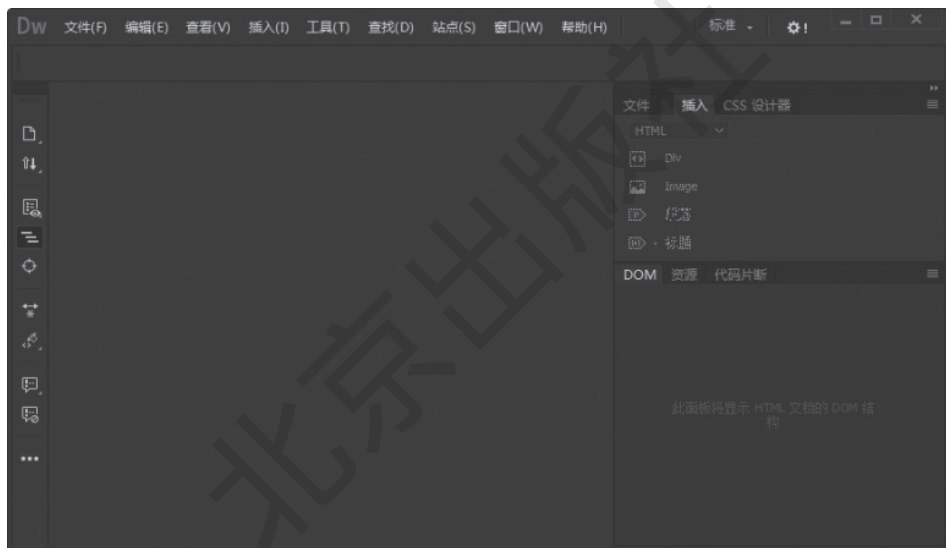 Dw 文件(F) 编辑(E) 查看(V) 插入(I) 工具(T) 查找(D) 站点(S) 窗口(W) 帮助(H) 标准
文件 插入 CSS 设计器
HTML
Div
Image
段落
标题
DOM 资源 代码片断
此面板将显示 HTML 文档的 DOM 结
构
北京出版社